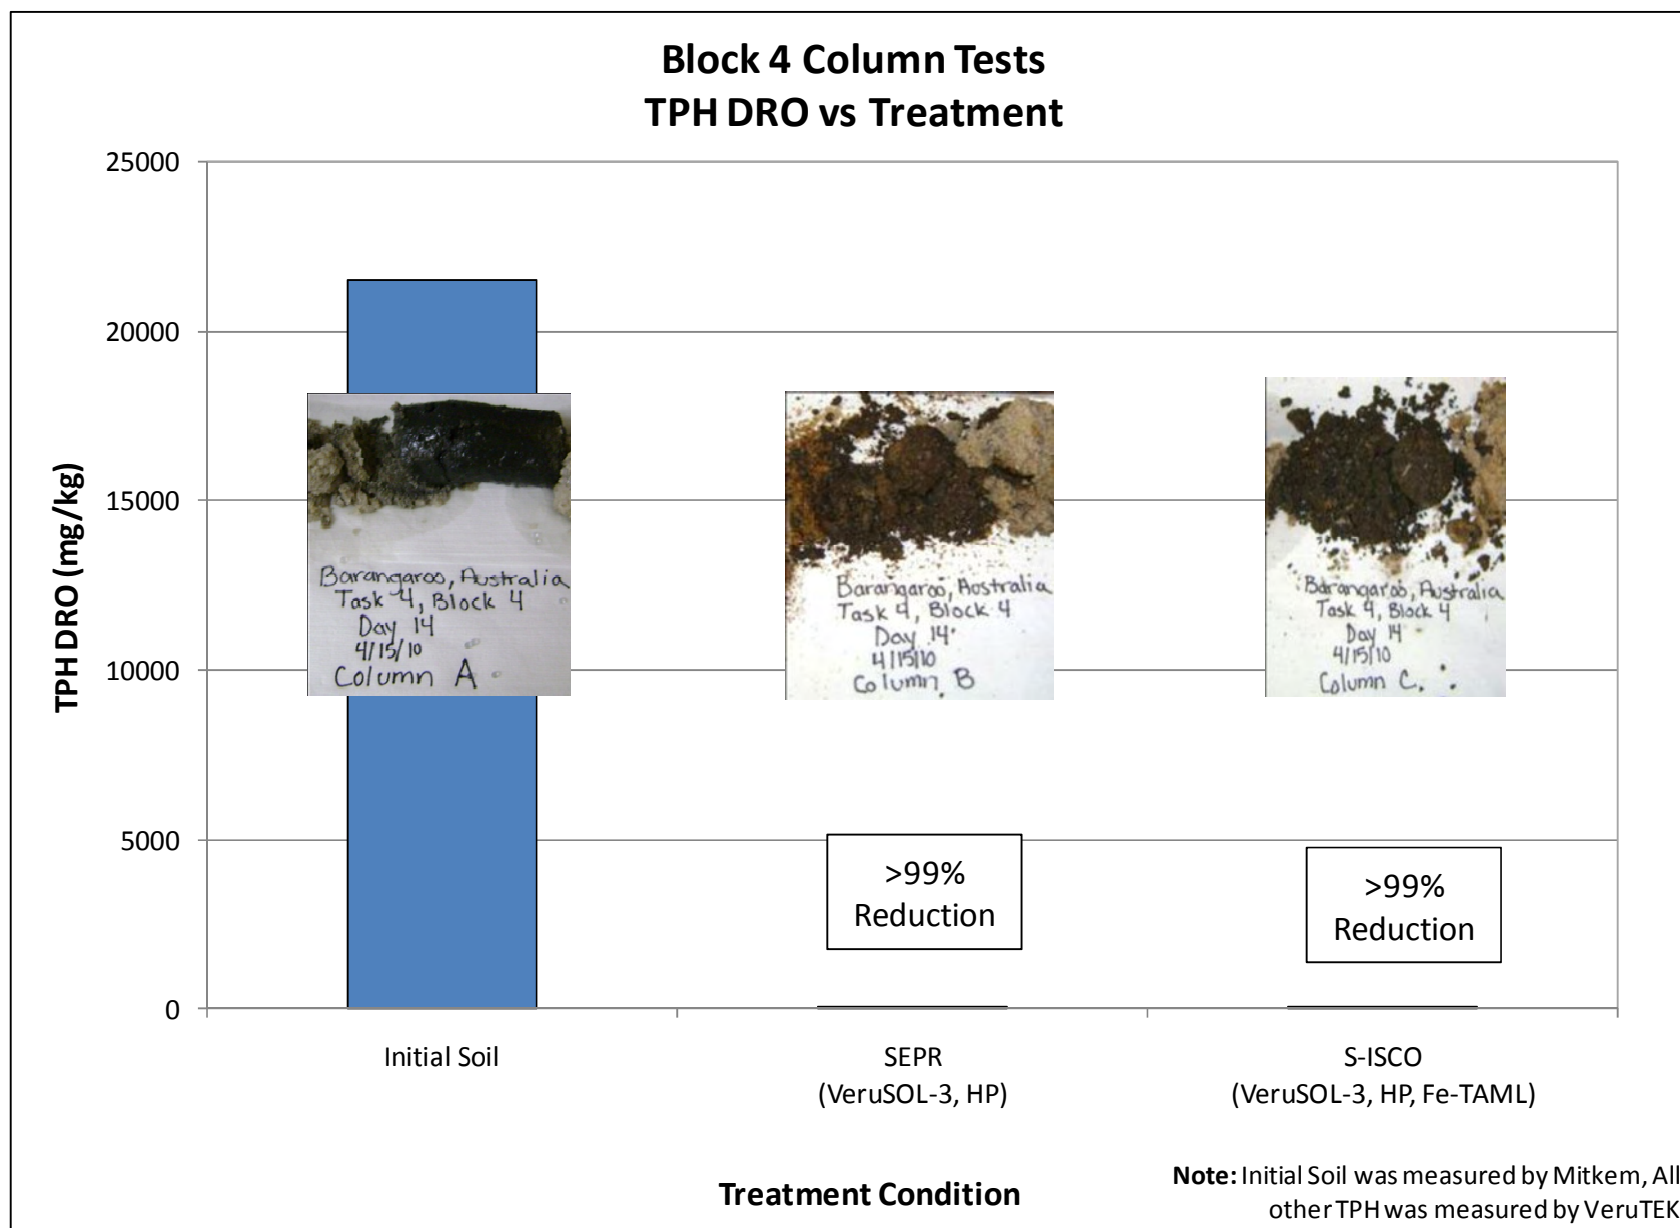 Block 4 Column Tests
TPH DRO vs Treatment
25000
20000
15000
10000
5000
0
TPH DRO (mg/kg)
Barangaroo, Australia
Task 4, Block 4
Day 14
4/15/10
Column A
Barangaroo, Australia
Task 4, Block 4
Day 14
4/15/10
Column B
Barangaroo, Australia
Task 4, Block 4
Day 14
4/15/10
Column C.
>99%
Reduction
>99%
Reduction
Initial Soil
SEPR
(VeruSOL-3, HP)
S-ISCO
(VeruSOL-3, HP, Fe-TAML)
Treatment Condition
Note: Initial Soil was measured by Mitkem, All
other TPH was measured by VeruTEK